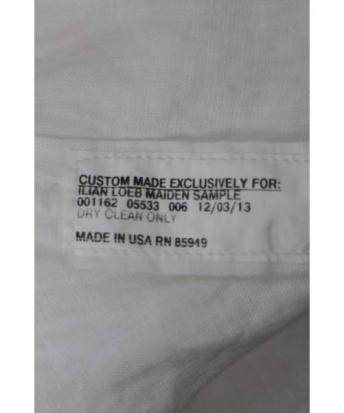 CUSTOM MADE EXCLUSIVELY FOR:
ILIAN LOEB MAIDEN SAMPLE
001162 05533 006 12/03/13
DRY CLEAN ONLY
MADE IN USA RN 85949